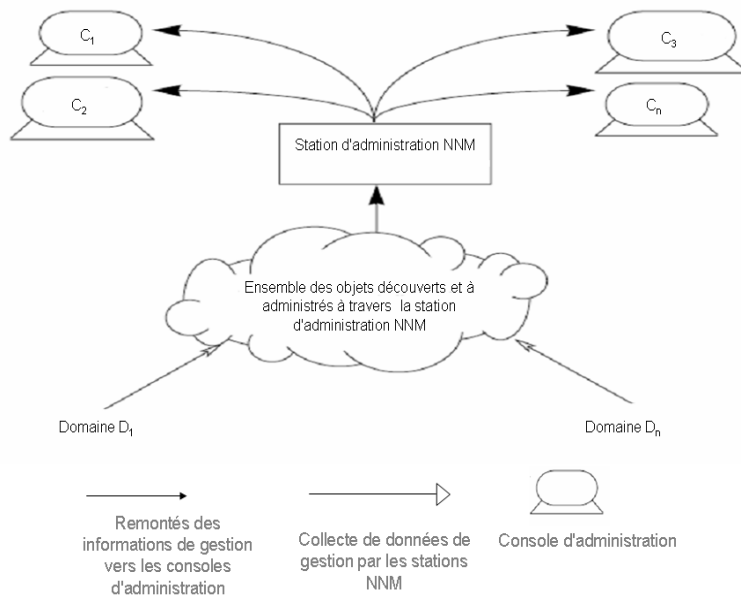 C1
C3
C2
Cn
Station d'administration NNM
Ensemble des objets découverts et à
administrés à travers la station
d'administration NNM
Domaine D1
Domaine Dn
Remontés des
informations de gestion
vers les consoles
d'administration
Collecte de données de
gestion par les stations
NNM
Console d'administration